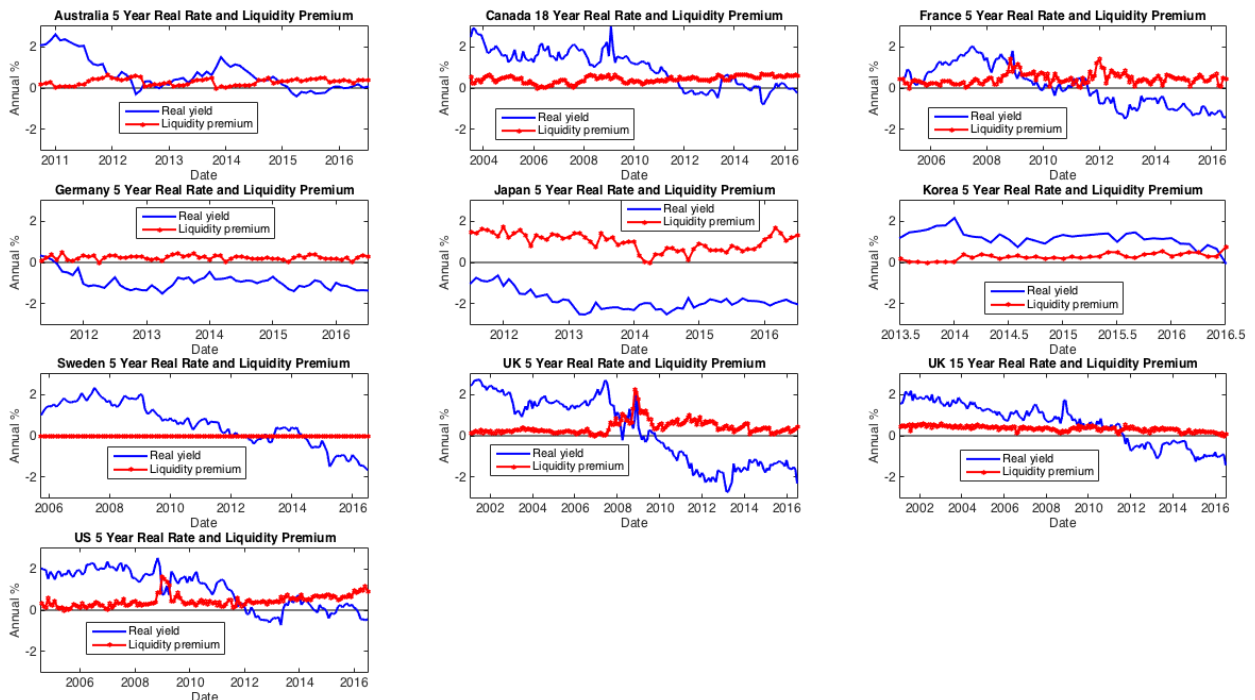 Australia 5 Year Real Rate and Liquidity Premium
Annual %
2
0
-2
Real yield
Liquidity premium
2011 2012 2013 2014 2015 2016
Date
Canada 18 Year Real Rate and Liquidity Premium
Annual %
2
0
-2
Real yield
Liquidity premium
2004 2006 2008 2010 2012 2014 2016
Date
France 5 Year Real Rate and Liquidity Premium
Annual %
2
0
-2
Real yield
Liquidity premium
2006 2008 2010 2012 2014 2016
Date
Germany 5 Year Real Rate and Liquidity Premium
Annual %
2
0
-2
Real yield
Liquidity premium
2012 2013 2014 2015 2016
Date
Japan 5 Year Real Rate and Liquidity Premium
Annual %
2
0
-2
Real yield
Liquidity premium
2012 2013 2014 2015 2016
Date
Korea 5 Year Real Rate and Liquidity Premium
Annual %
2
0
-2
Real yield
Liquidity premium
2013.5 2014 2014.5 2015 2015.5 2016 2016.5
Date
Sweden 5 Year Real Rate and Liquidity Premium
Annual %
2
0
-2
Real yield
Liquidity premium
2006 2008 2010 2012 2014 2016
Date
UK 5 Year Real Rate and Liquidity Premium
Annual %
2
0
-2
Real yield
Liquidity premium
2002 2004 2006 2008 2010 2012 2014 2016
Date
UK 15 Year Real Rate and Liquidity Premium
Annual %
2
0
-2
Real yield
Liquidity premium
2002 2004 2006 2008 2010 2012 2014 2016
Date
US 5 Year Real Rate and Liquidity Premium
Annual %
2
0
-2
Real yield
Liquidity premium
2006 2008 2010 2012 2014 2016
Date